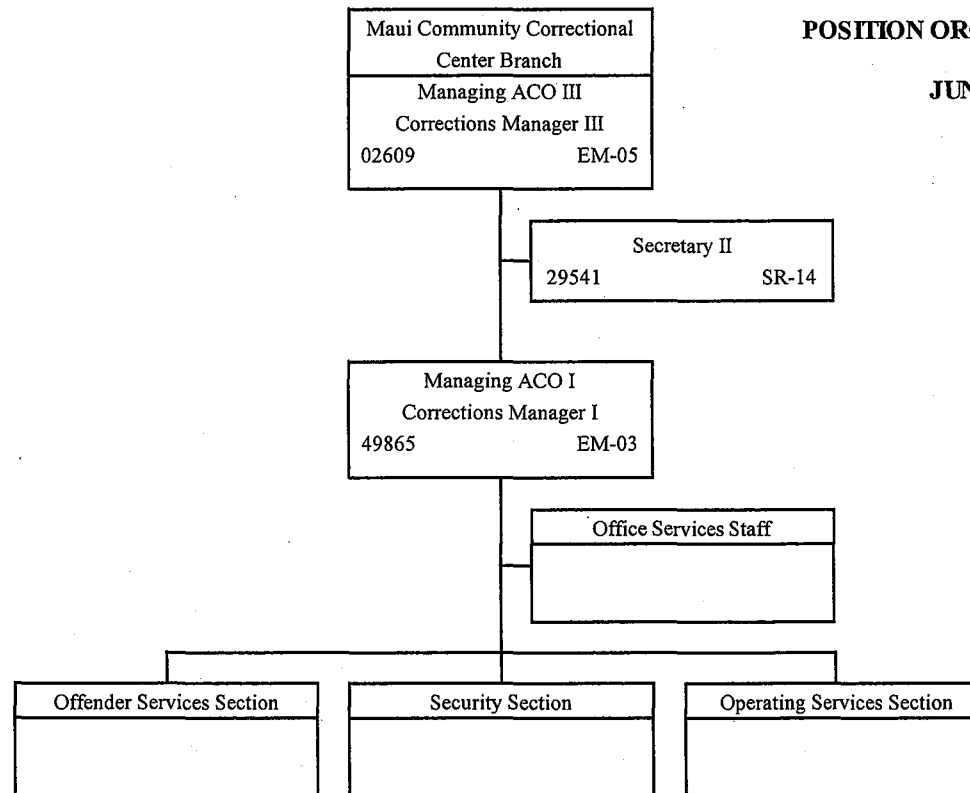 POSITION OR
JUN
Maui Community Correctional
Center Branch
Managing ACO III
Corrections Manager III
02609 EM-05
Secretary II
29541 SR-14
Managing ACO I
Corrections Manager I
49865 EM-03
Office Services Staff
Offender Services Section
Security Section
Operating Services Section